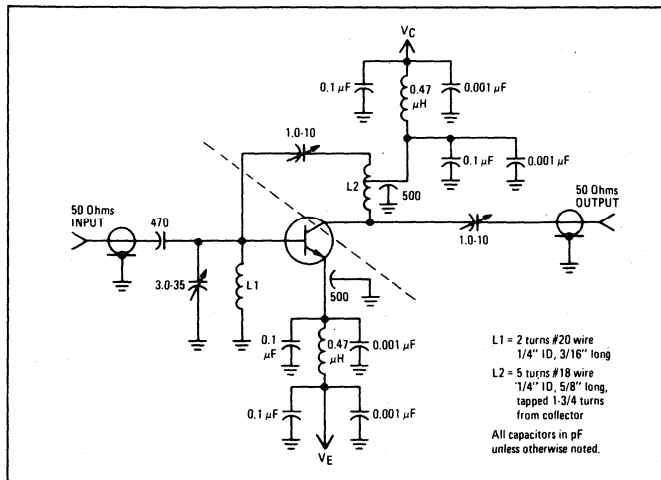 VC
0.1 µF
0.47
µH
0.001 µF
1.0-10
0.1 µF
0.001 µF
L2
500
50 Ohms
INPUT
470
50 Ohms
OUTPUT
1.0-10
3.0-35
L1
500
0.1
µF
0.47
µH
0.001 µF
0.1 µF
0.001 µF
VE
L1 = 2 turns #20 wire
1/4" ID, 3/16" long
L2 = 5 turns #18 wire
1/4" ID, 5/8" long,
tapped 1-3/4 turns
from collector
All capacitors in pF
unless otherwise noted.